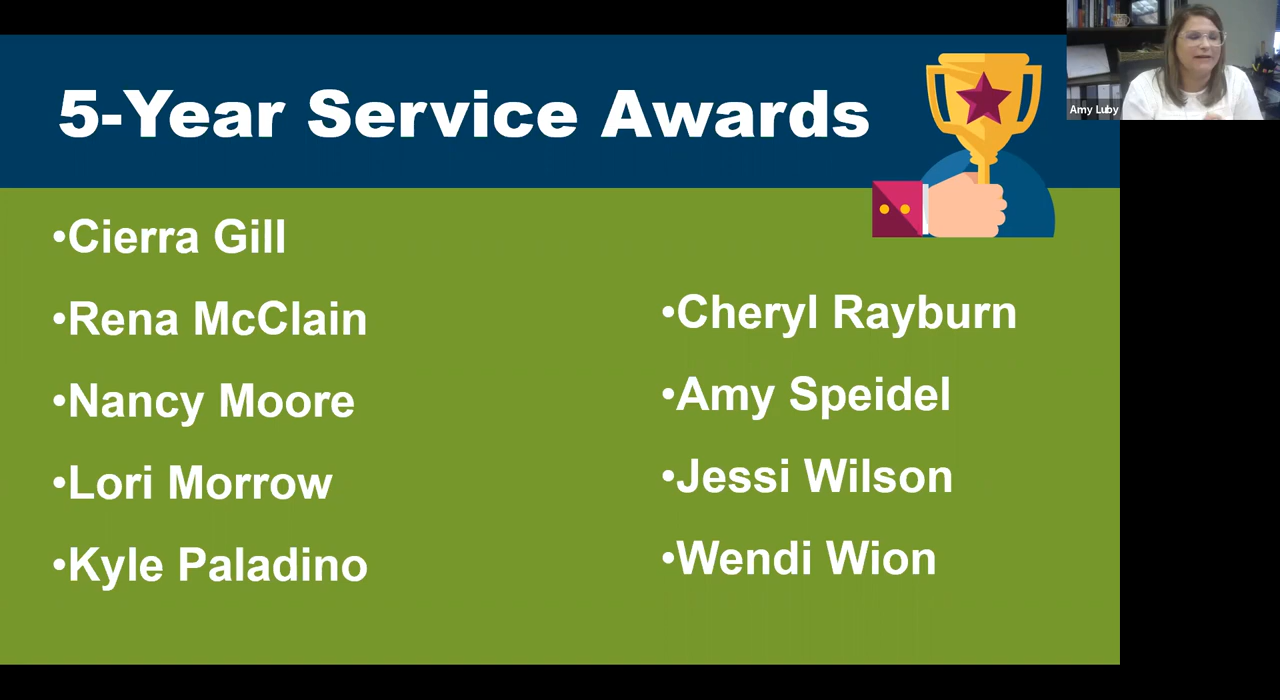 5-Year Service Awards
Amy Luby
•Cierra Gill
•Rena McClain
•Nancy Moore
•Lori Morrow
•Kyle Paladino
•Cheryl Rayburn
•Amy Speidel
•Jessi Wilson
•Wendi Wion